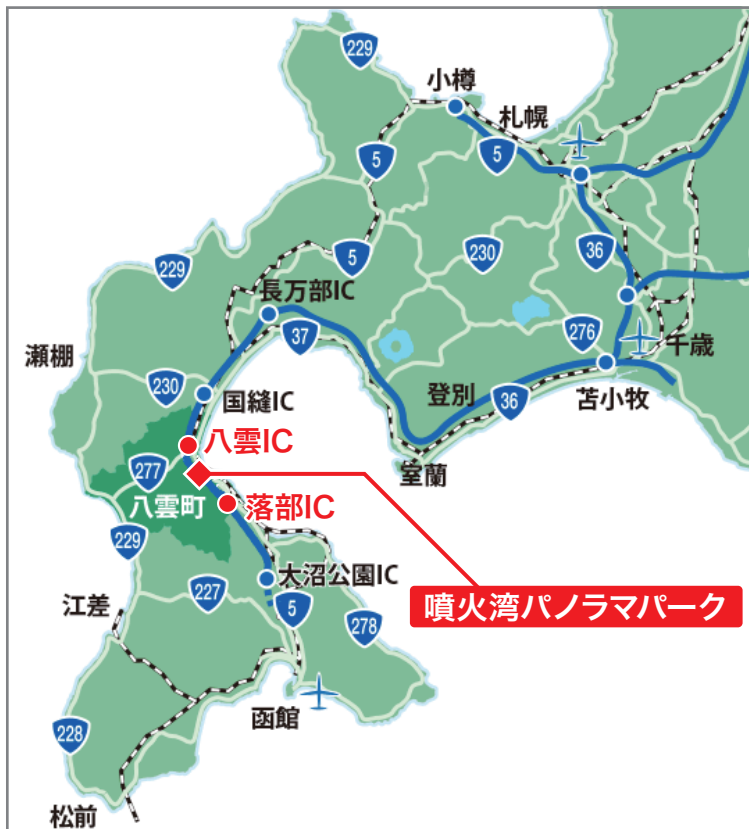 229
小樽
札幌
5
5
36
229
5
230
長万部IC
37
276
千歳
瀬棚
230
国縫IC
登別
36
苫小牧
八雲IC
室蘭
277
八雲町
落部IC
229
大沼公園IC
227
江差
5
278
噴火湾パノラマパーク
函館
228
松前